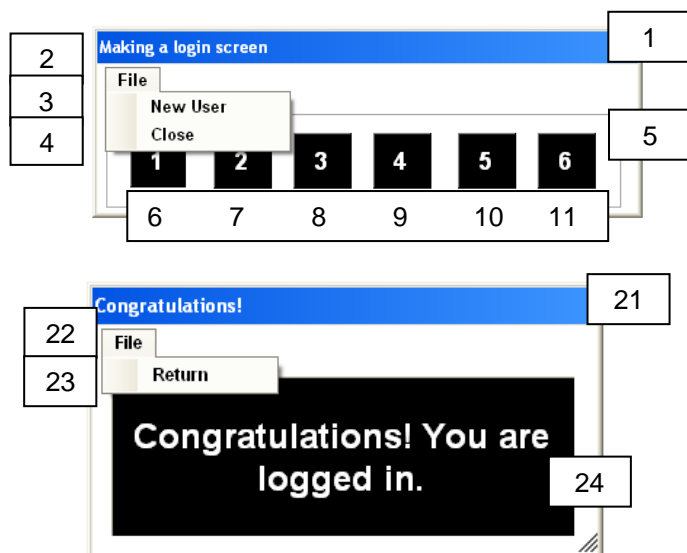 1
2
Making a login screen
File
3
New User
4
Close
5
1 2 3 4 5 6
6 7 8 9 10 11
21
Congratulations!
22
File
23
Return
Congratulations! You are
logged in.
24